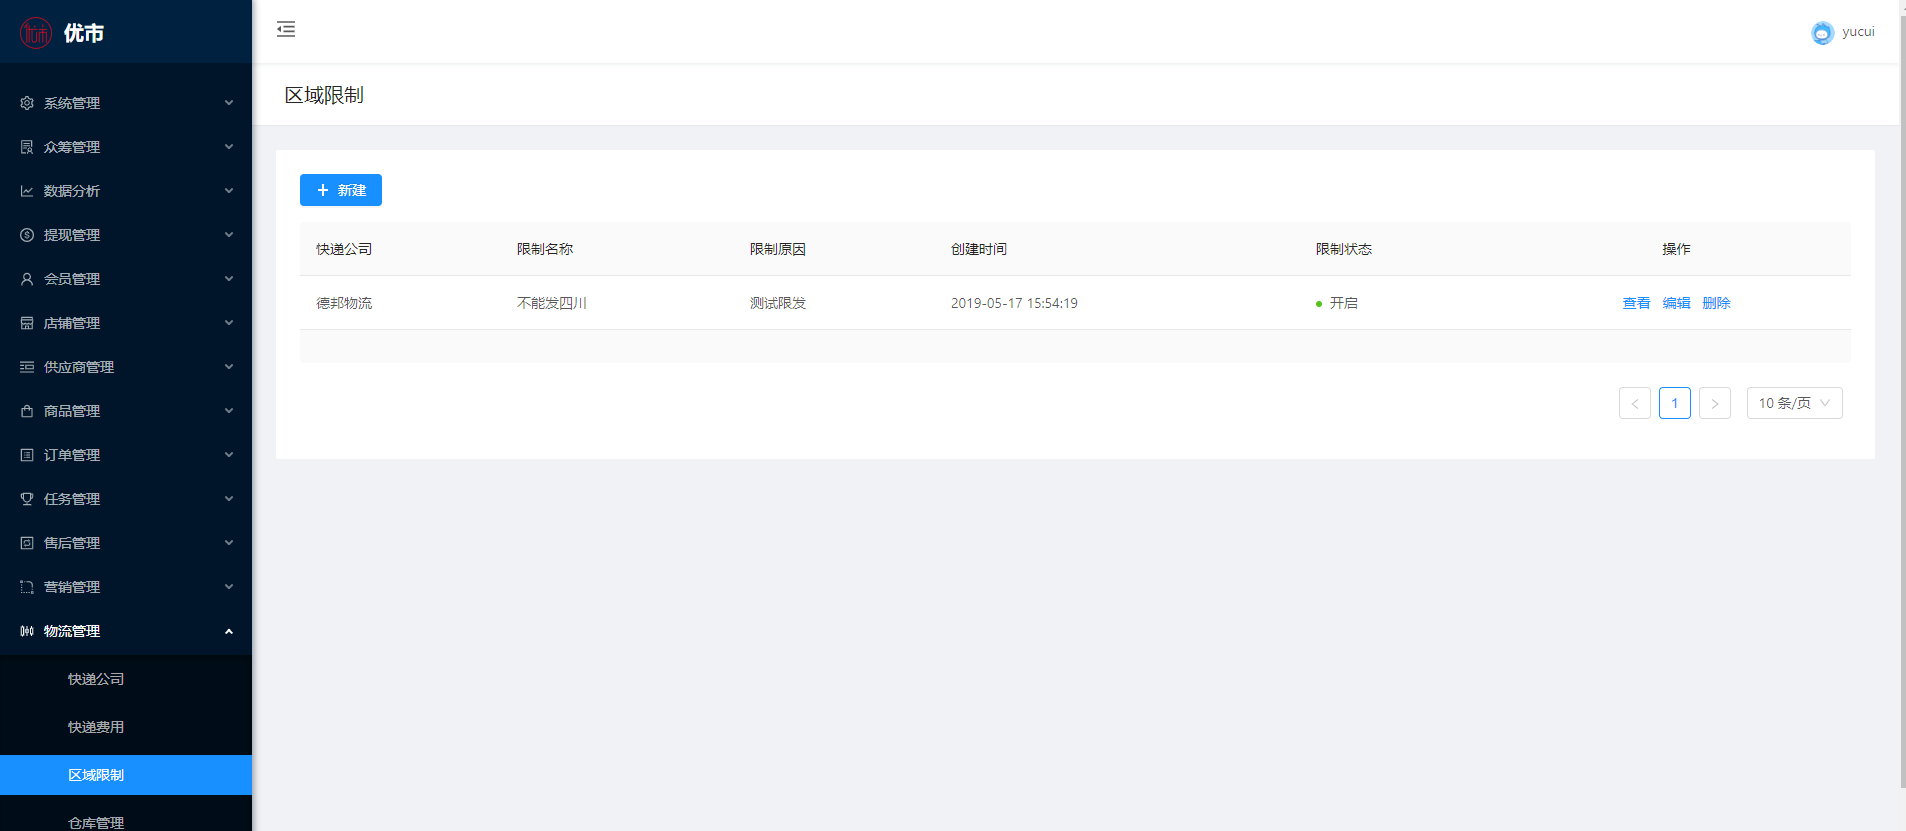 优市
yucui
系统管理
众筹管理
数据分析
提现管理
会员管理
店铺管理
供应商管理
商品管理
订单管理
任务管理
售后管理
营销管理
物流管理
快递公司
快递费用
区域限制
仓库管理
区域限制
+ 新建
快递公司 限制名称 限制原因 创建时间 限制状态 操作
德邦物流 不能发四川 测试限发 2019-05-17 15:54:19 开启 查看 编辑 删除
< 1 > 10 条/页